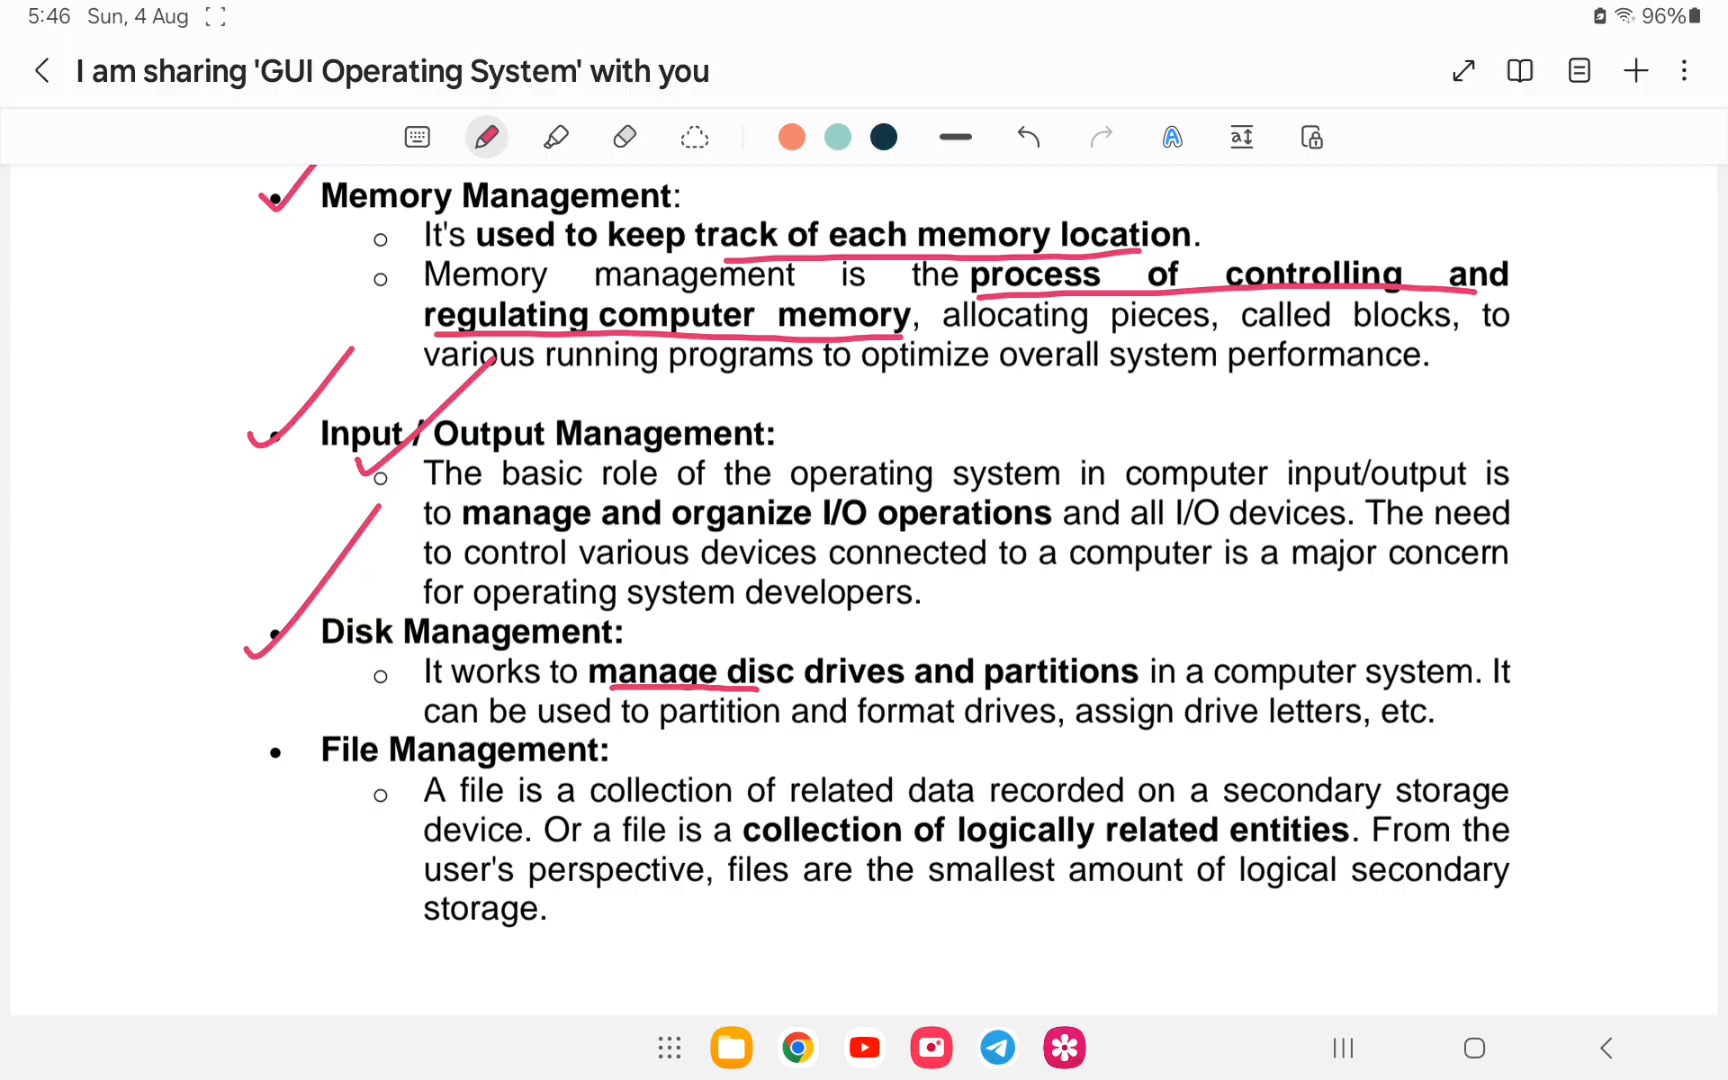 5:46 Sun, 4 Aug 96%
I am sharing 'GUI Operating System' with you
• Memory Management:
o It's used to keep track of each memory location.
o Memory management is the process of controlling and
regulating computer memory, allocating pieces, called blocks, to
various running programs to optimize overall system performance.
• Input / Output Management:
o The basic role of the operating system in computer input/output is
to manage and organize I/O operations and all I/O devices. The need
to control various devices connected to a computer is a major concern
for operating system developers.
• Disk Management:
o It works to manage disc drives and partitions in a computer system. It
can be used to partition and format drives, assign drive letters, etc.
• File Management:
o A file is a collection of related data recorded on a secondary storage
device. Or a file is a collection of logically related entities. From the
user's perspective, files are the smallest amount of logical secondary
storage.